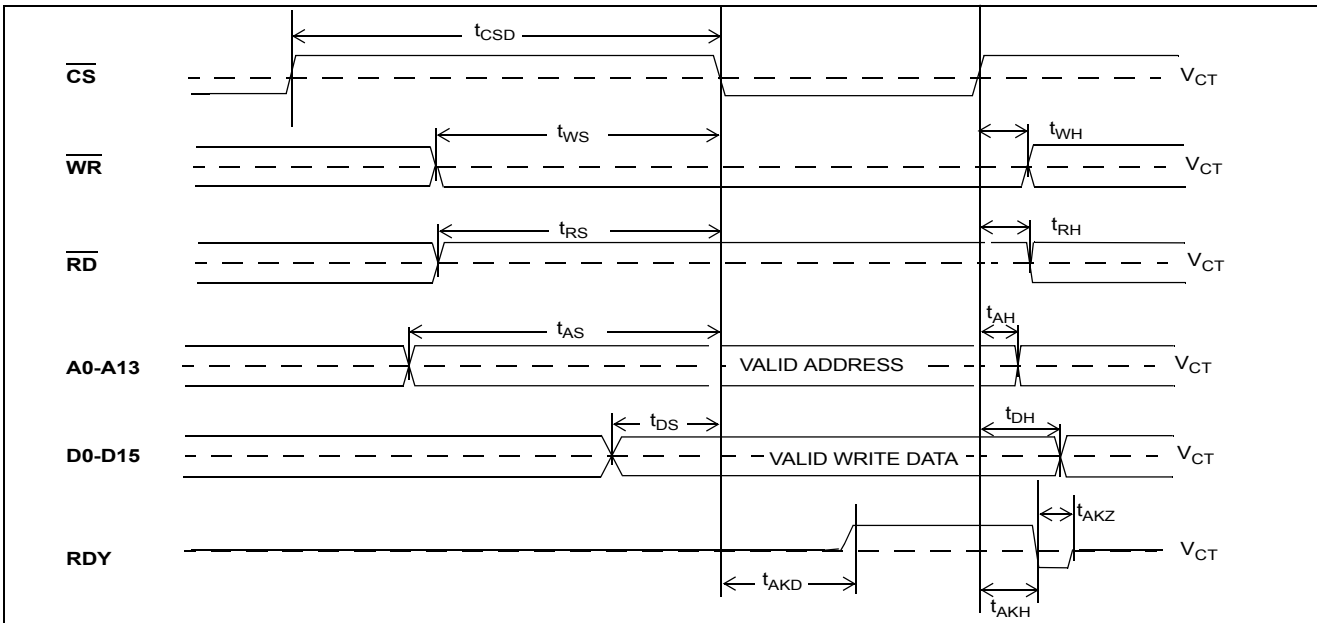 tCSD
CS VCT
tWS tWH
WR VCT
tRS tRH
RD VCT
tAS tAH
A0-A13 VALID ADDRESS VCT
tDS tDH
D0-D15 VALID WRITE DATA VCT
tAKZ
RDY VCT
tAKD tAKH